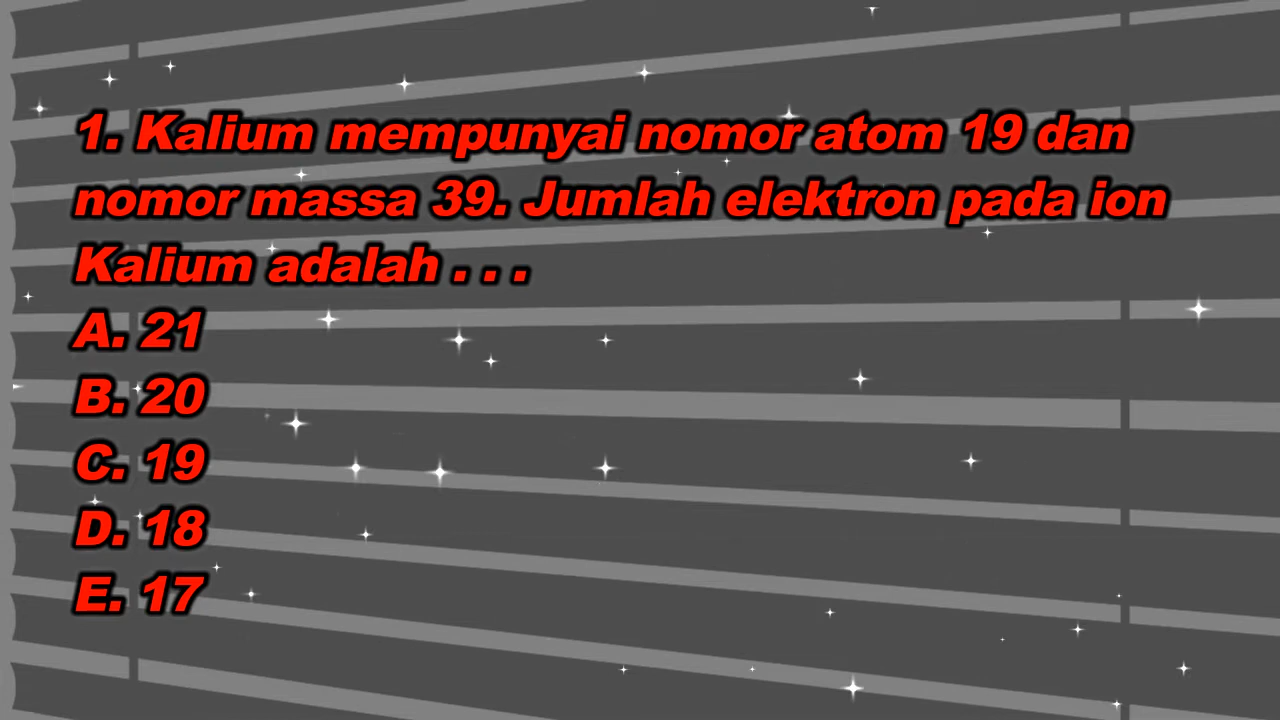 1. Kalium mempunyai nomor atom 19 dan
nomor massa 39. Jumlah elektron pada ion
Kalium adalah . . .
A. 21
B. 20
C. 19
D. 18
E. 17